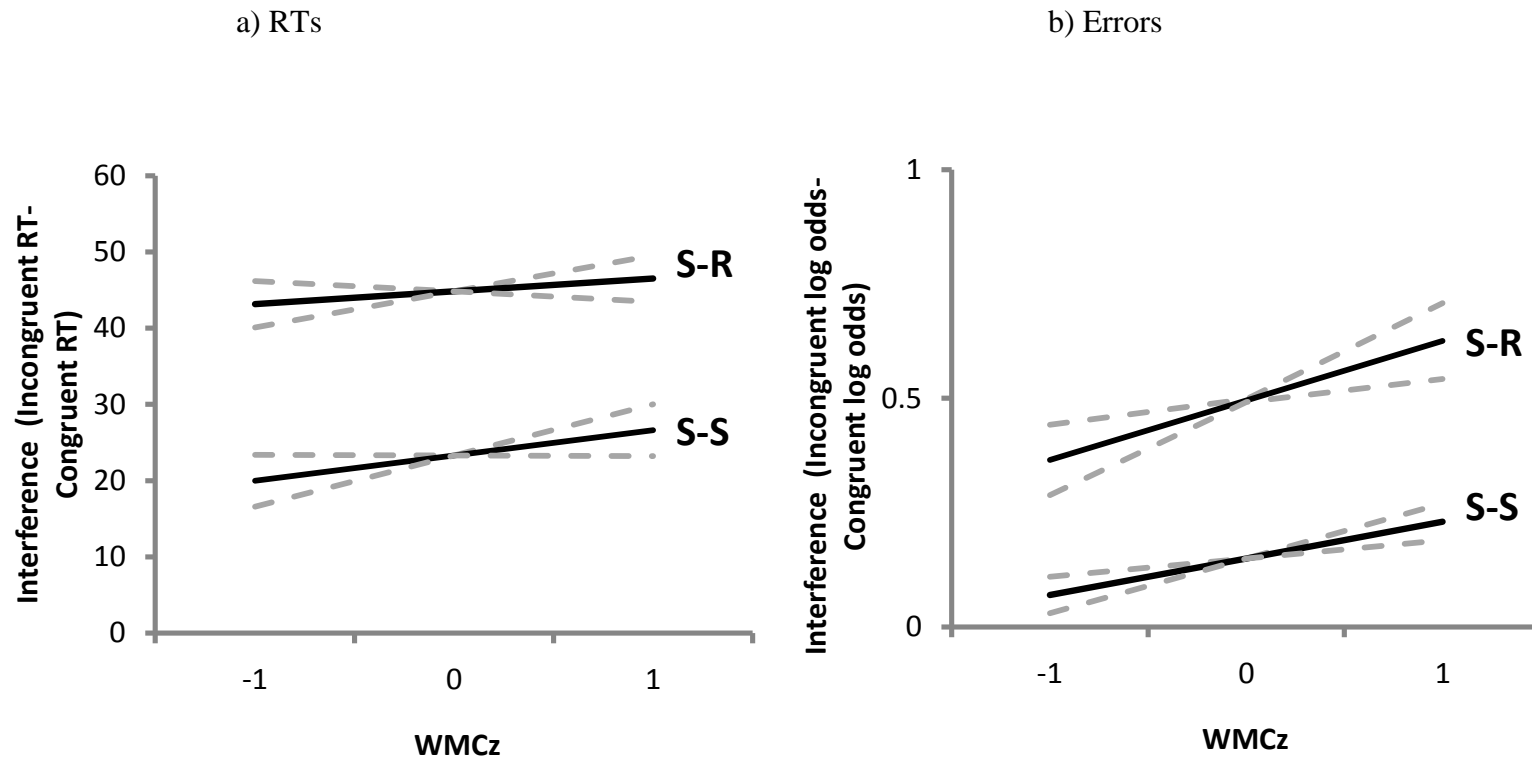 a) RTs
b) Errors
Interference (Incongruent RT-
Congruent RT)
60
50
40
30
20
10
0
S-R
S-S
-1 0 1
WMCz
Interference (Incongruent log odds-
Congruent log odds)
1
0.5
0
S-R
S-S
-1 0 1
WMCz